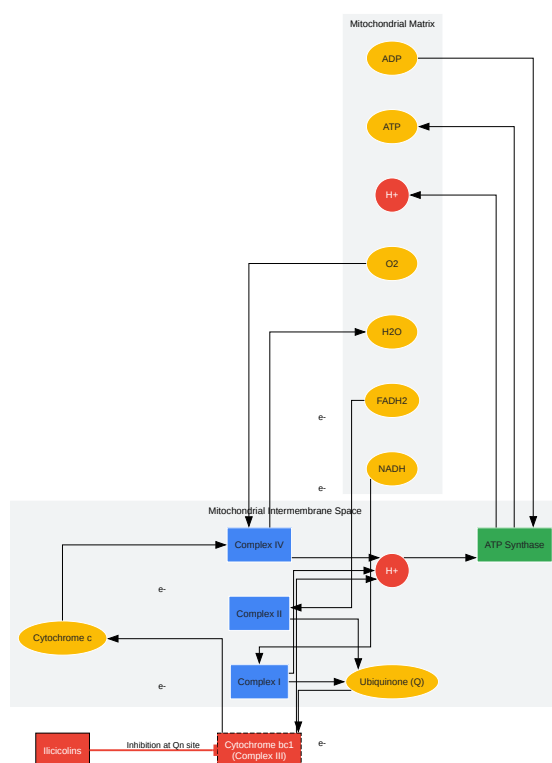 Mitochondrial Matrix
ADP
ATP
H+
O2
H2O
FADH2
e-
NADH
e-
Mitochondrial Intermembrane Space
Complex IV
ATP Synthase
H+
e-
Complex II
Cytochrome c
Complex I
Ubiquinone (Q)
e-
Ilicicolins
Inhibition at Qn site
Cytochrome bc1
(Complex III)
e-